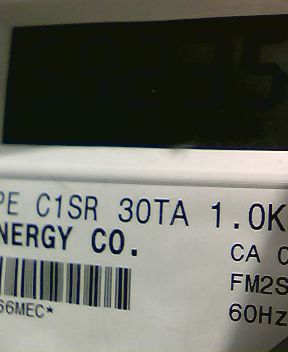 PE C1SR 30TA 1.0K
NERGY CO.
CA
FM2S
66MEC*
60Hz